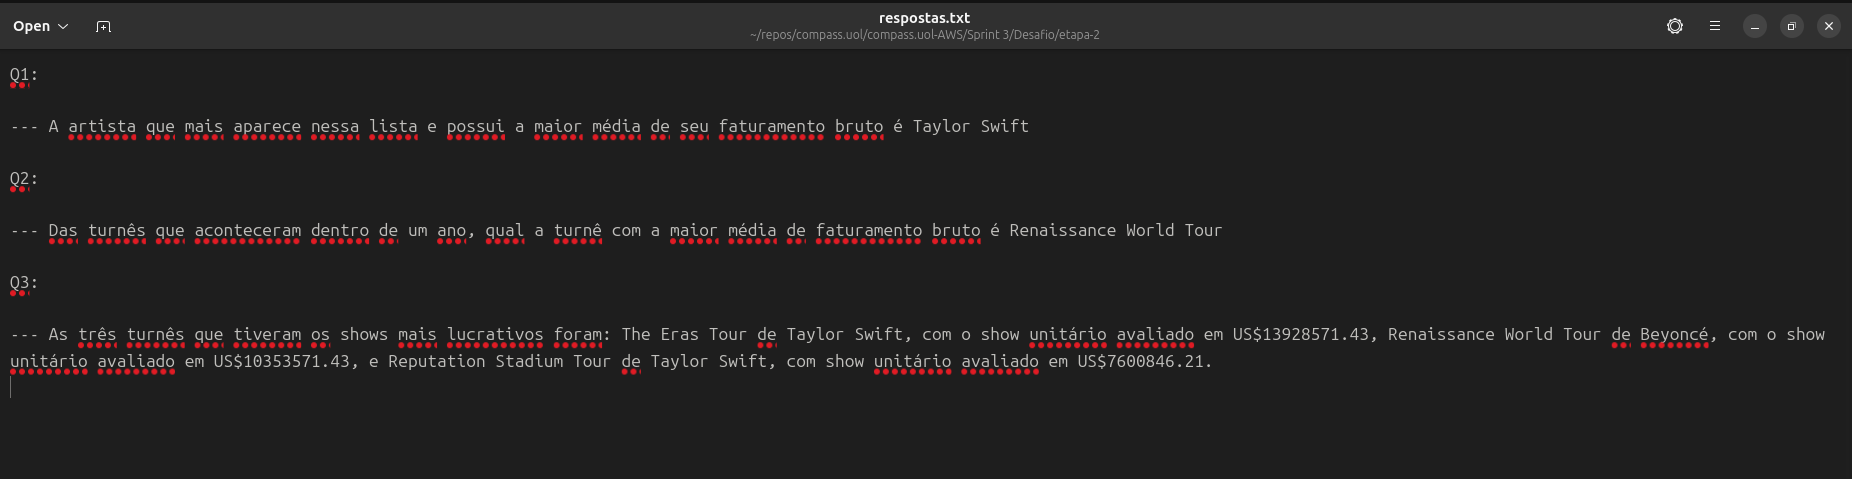 Open
respostas.txt
~/repos/compass.uol/compass.uol-AWS/Sprint 3/Desafio/etapa-2
Q1:
--- A artista que mais aparece nessa lista e possui a maior média de seu faturamento bruto é Taylor Swift
Q2:
--- Das turnês que aconteceram dentro de um ano, qual a turnê com a maior média de faturamento bruto é Renaissance World Tour
Q3:
--- As três turnês que tiveram os shows mais lucrativos foram: The Eras Tour de Taylor Swift, com o show unitário avaliado em US$13928571.43, Renaissance World Tour de Beyoncé, com o show
unitário avaliado em US$10353571.43, e Reputation Stadium Tour de Taylor Swift, com show unitário avaliado em US$7600846.21.